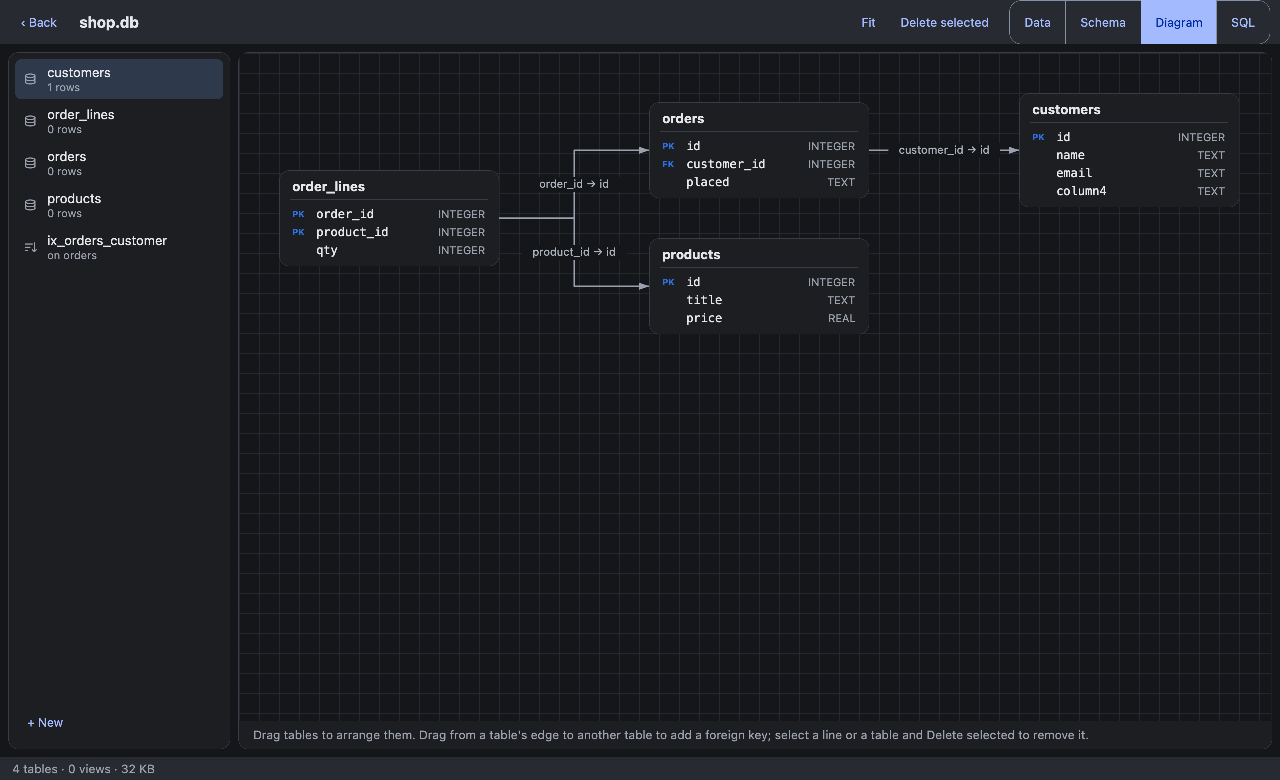 ‹ Back shop.db Fit Delete selected Data Schema Diagram SQL
customers
1 rows
order_lines
0 rows
orders
0 rows
products
0 rows
ix_orders_customer
on orders
+ New
order_lines
PK order_id INTEGER
PK product_id INTEGER
qty INTEGER
order_id → id
product_id → id
orders
PK id INTEGER
FK customer_id INTEGER
placed TEXT
products
PK id INTEGER
title TEXT
price REAL
customer_id → id
customers
PK id INTEGER
name TEXT
email TEXT
column4 TEXT
Drag tables to arrange them. Drag from a table's edge to another table to add a foreign key; select a line or a table and Delete selected to remove it.
4 tables · 0 views · 32 KB